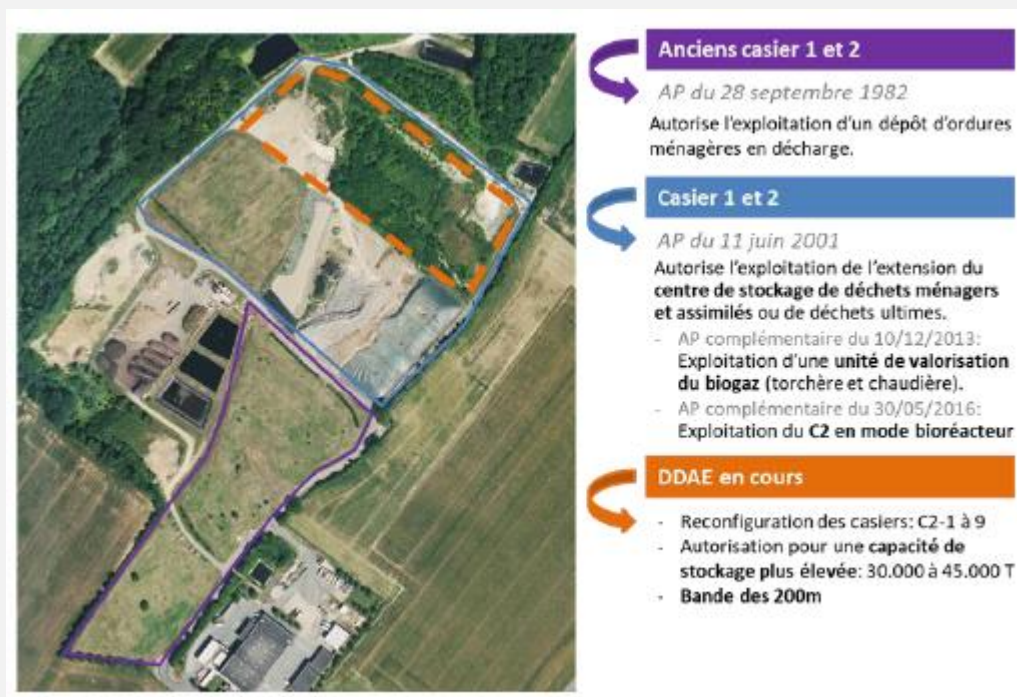 Anciens casier 1 et 2
AP du 28 septembre 1982
Autorise l'exploitation d'un dépôt d'ordures
ménagères en décharge.
Casier 1 et 2
AP du 11 juin 2001
Autorise l'exploitation de l'extension du
centre de stockage de déchets ménagers
et assimilés ou de déchets ultimes.
- AP complémentaire du 10/12/2013:
Exploitation d'une unité de valorisation
du biogaz (torchère et chaudière).
- AP complémentaire du 30/05/2016:
Exploitation du C2 en mode bioréacteur
DDAE en cours
- Reconfiguration des casiers: C2-1 à 9
- Autorisation pour une capacité de
stockage plus élevée: 30.000 à 45.000 T
- Bande des 200m